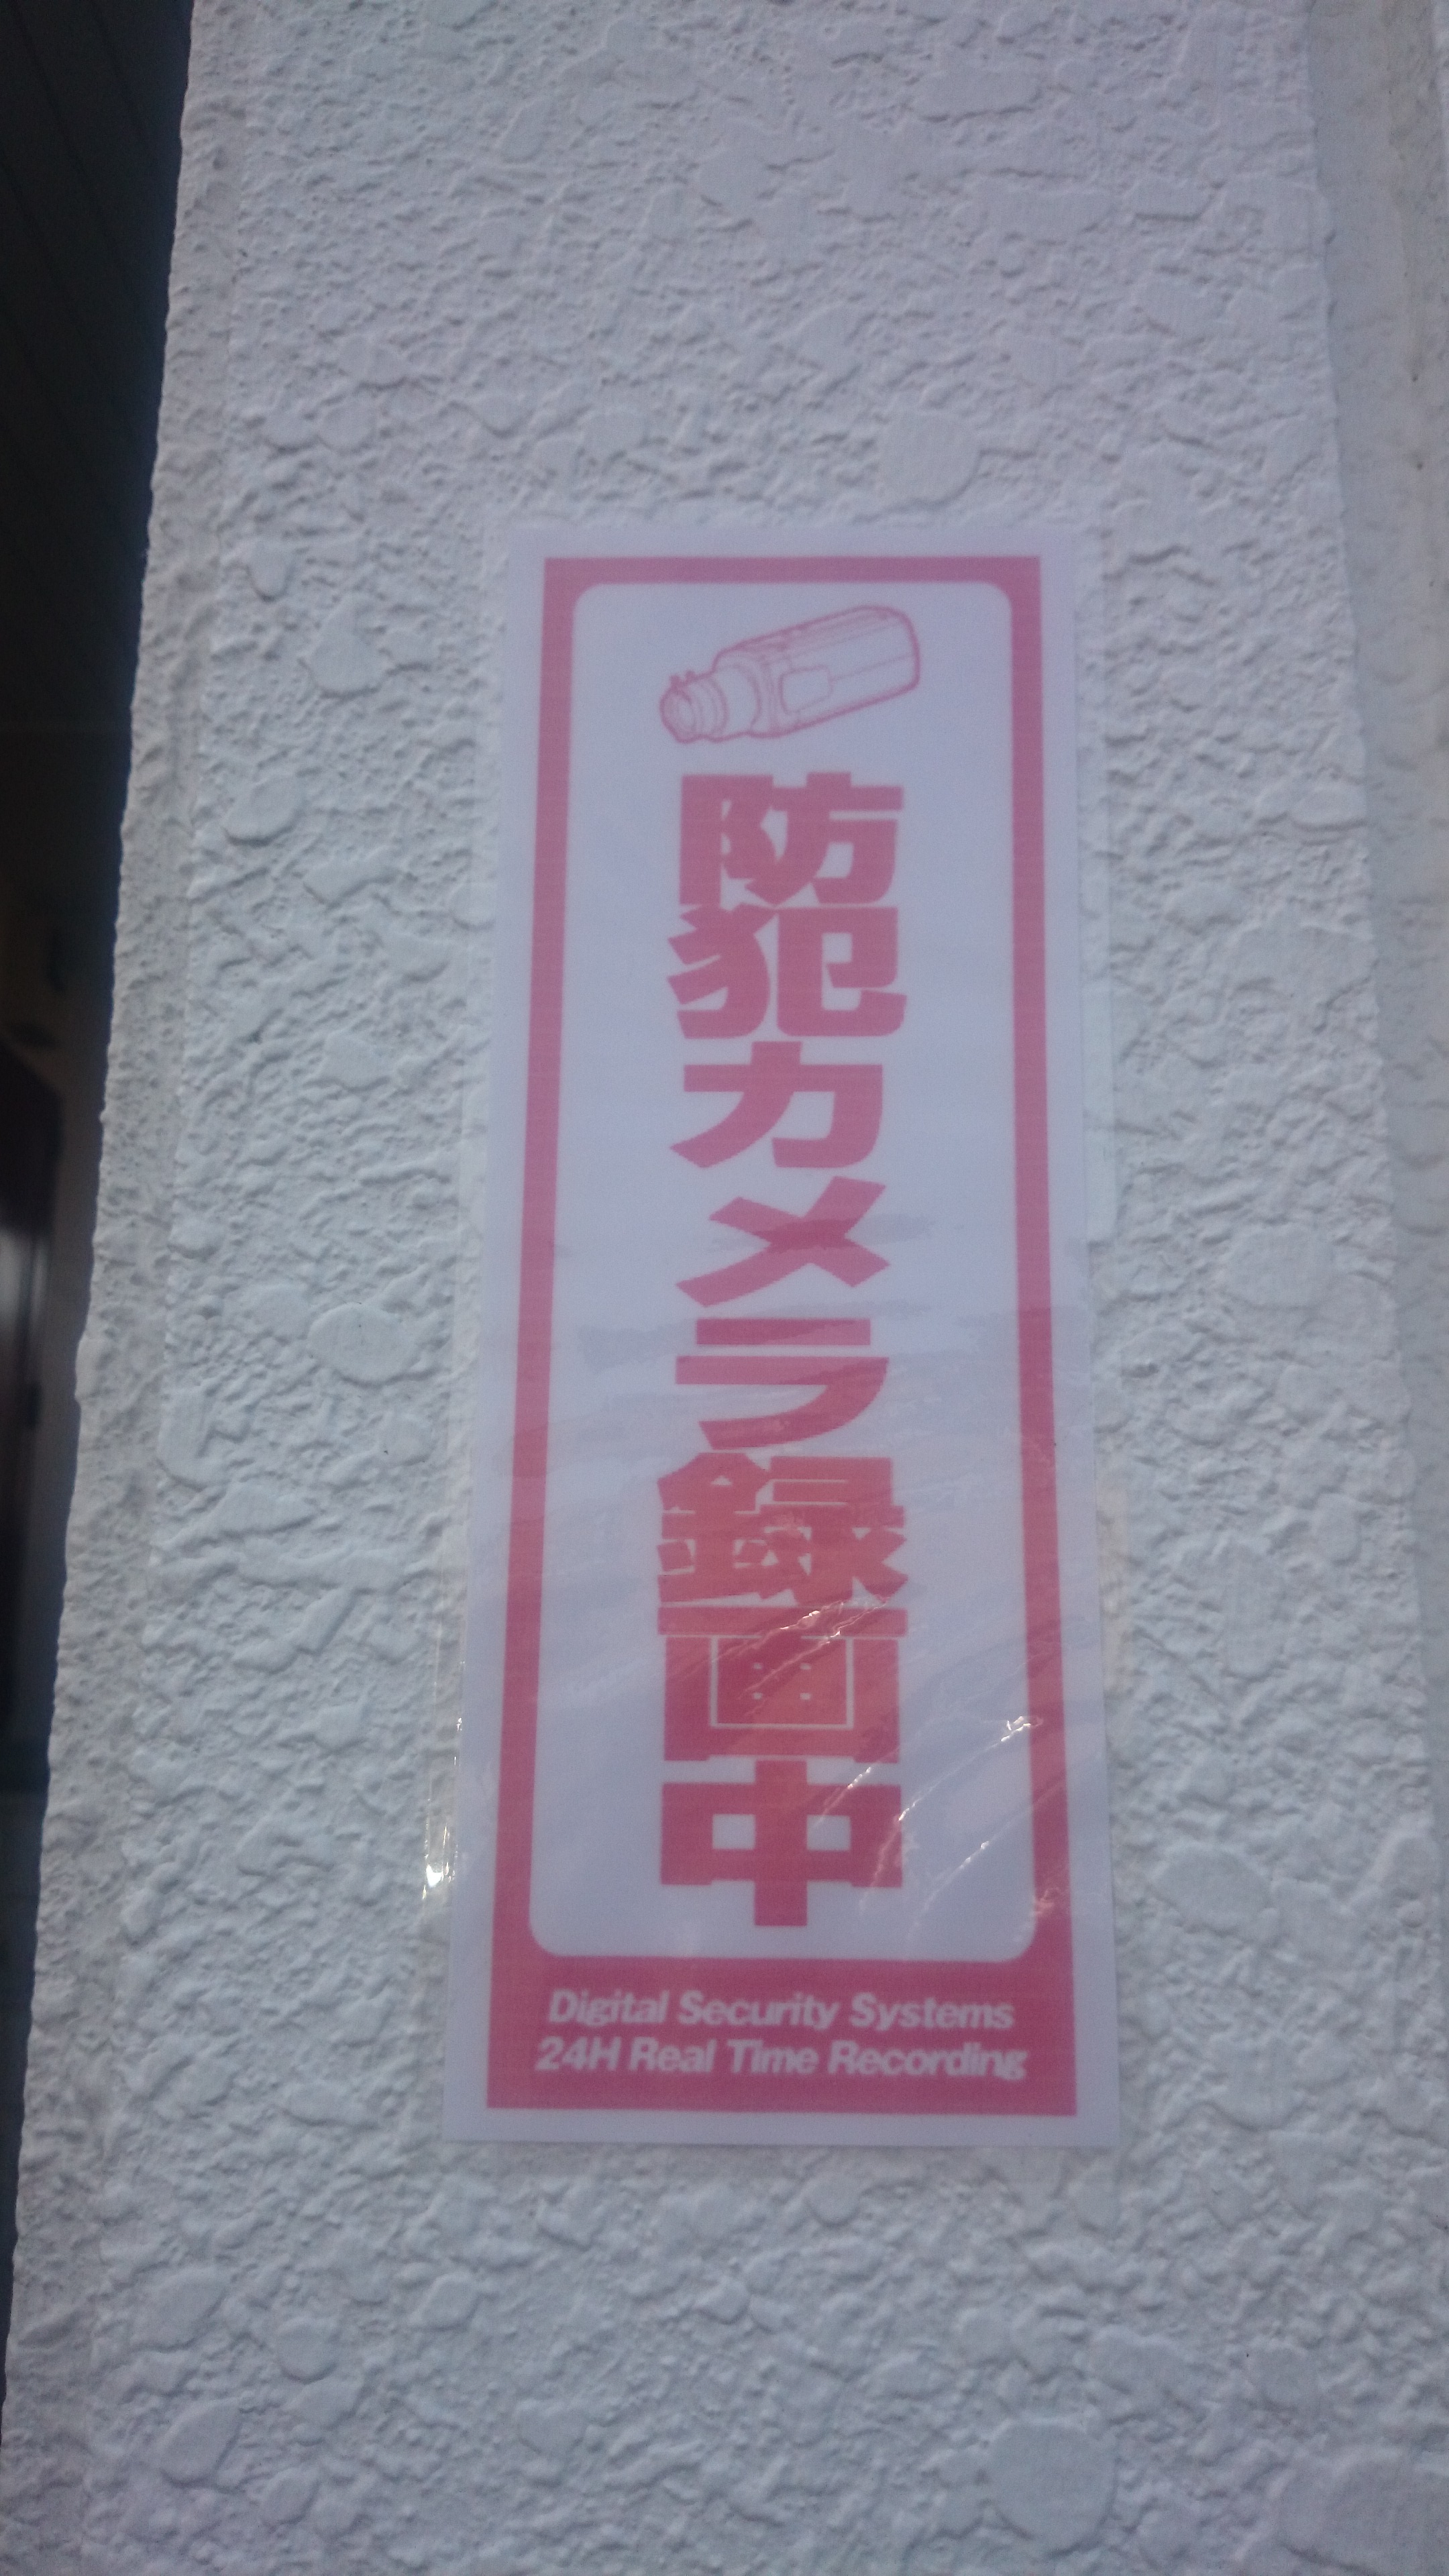 防犯カメラ録画中
Digital Security Systems
24H Real Time Recording